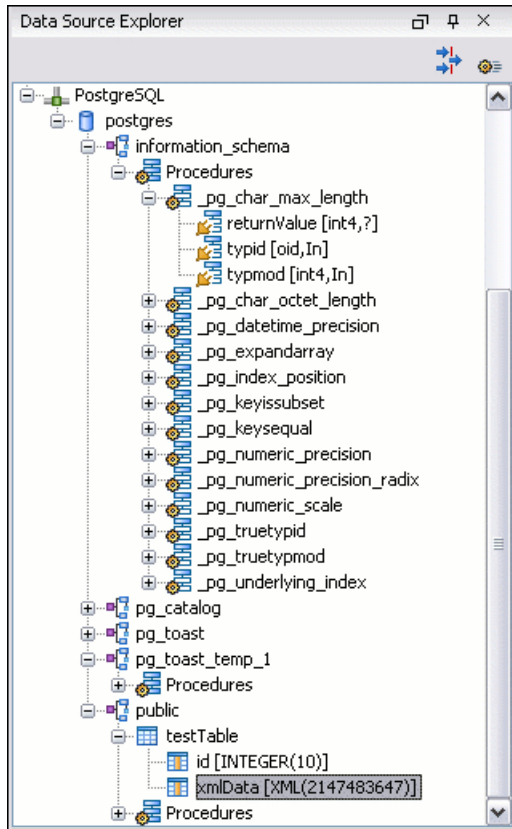 Data Source Explorer
PostgreSQL
postgres
information_schema
Procedures
_pg_char_max_length
returnValue [int4,?]
typid [oid,In]
typmod [int4,In]
_pg_char_octet_length
_pg_datetime_precision
_pg_expandarray
_pg_index_position
_pg_keyissubset
_pg_keysequal
_pg_numeric_precision
_pg_numeric_precision_radix
_pg_numeric_scale
_pg_truetypid
_pg_truetypmod
_pg_underlying_index
pg_catalog
pg_toast
pg_toast_temp_1
Procedures
public
testTable
id [INTEGER(10)]
xmlData [XML(2147483647)]
Procedures